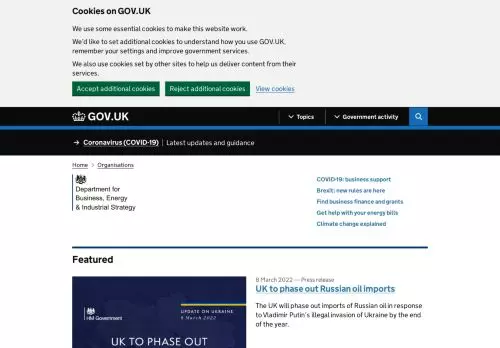 Cookies on GOV.UK
We use some essential cookies to make this website work.
We'd like to set additional cookies to understand how you use GOV.UK,
remember your settings and improve government services.
We also use cookies set by other sites to help us deliver content from their
services.
Accept additional cookies Reject additional cookies View cookies
GOV.UK Topics Government activity
→ Coronavirus (COVID-19) Latest updates and guidance
Home > Organisations
Department for
Business, Energy
& Industrial Strategy
COVID-19: business support
Brexit: new rules are here
Find business finance and grants
Get help with your energy bills
Climate change explained
Featured
HM Government
UPDATE ON UKRAINE
8 MARCH 2022
UK TO PHASE OUT
8 March 2022 — Press release
UK to phase out Russian oil imports
The UK will phase out imports of Russian oil in response
to Vladimir Putin's illegal invasion of Ukraine by the end
of the year.